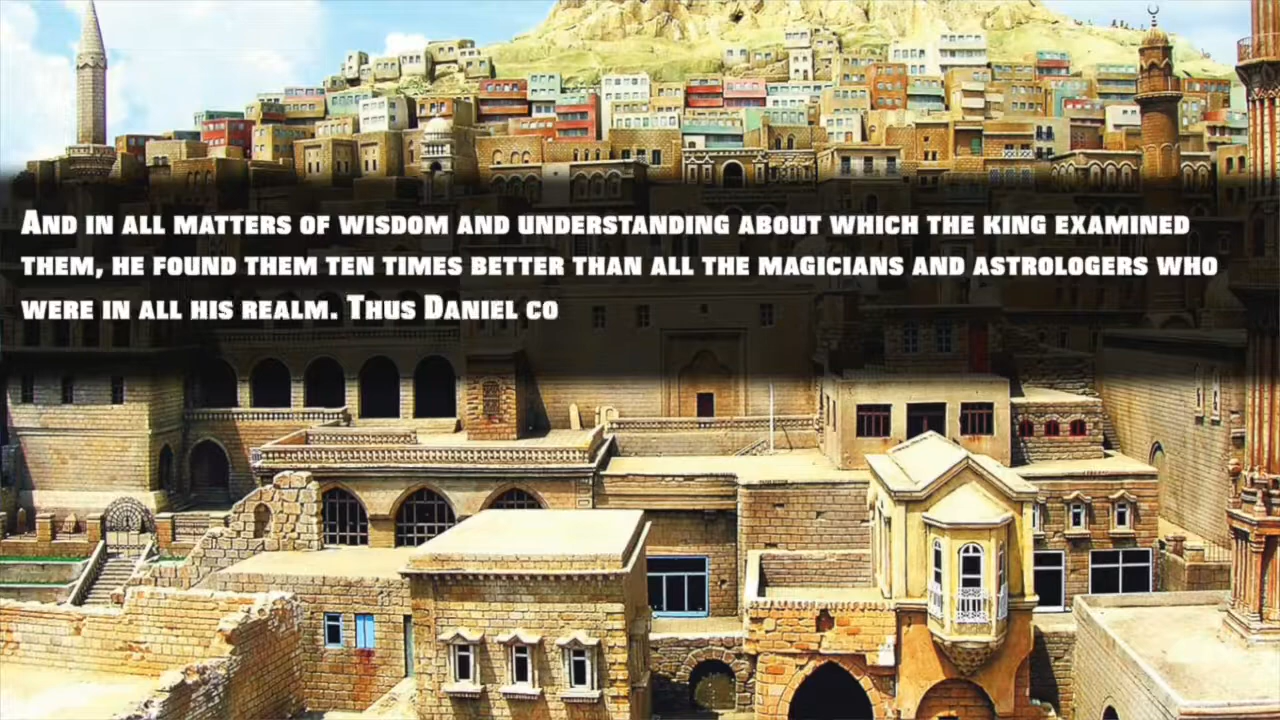 And in all matters of wisdom and understanding about which the king examined
them, he found them ten times better than all the magicians and astrologers who
were in all his realm. Thus Daniel co